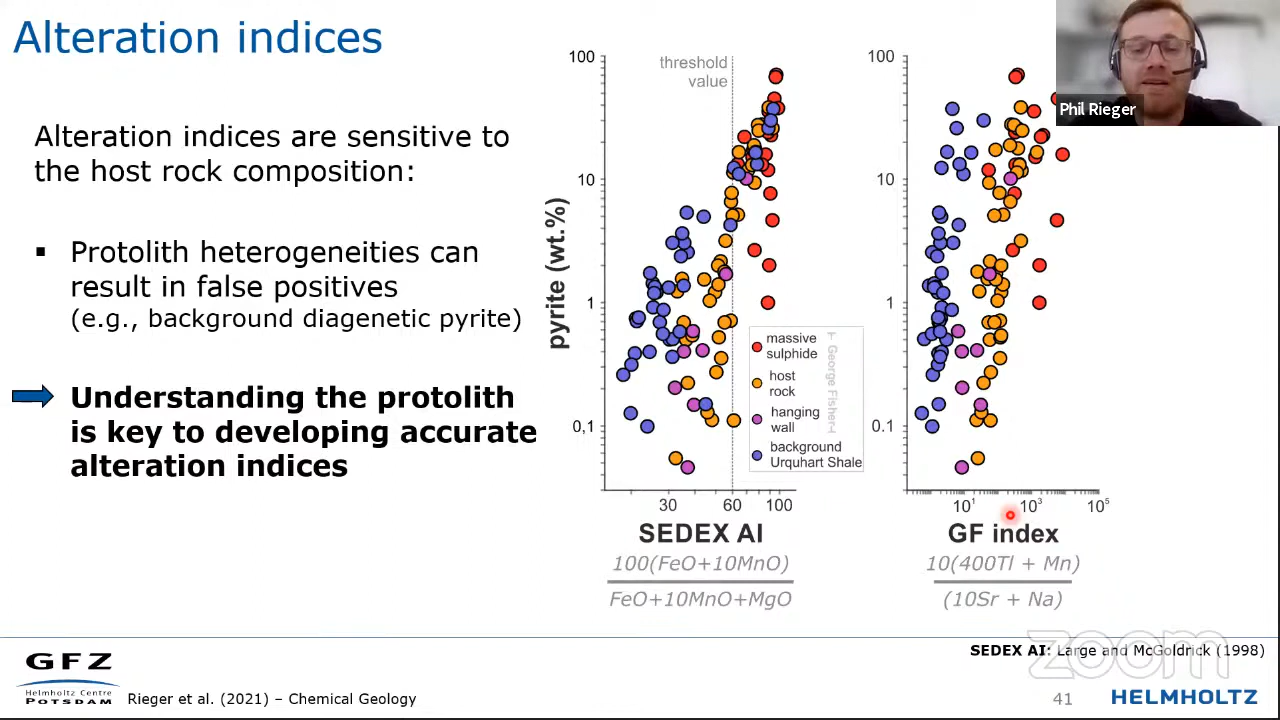 Alteration indices
Alteration indices are sensitive to
the host rock composition:
▪ Protolith heterogeneities can
result in false positives
(e.g., background diagenetic pyrite)
Understanding the protolith
is key to developing accurate
alteration indices
100
10
1
0,1
pyrite (wt.%)
threshold
value
massive
sulphide
host
rock
hanging
wall
background
Urquhart Shale
George Fisher
30 60 100
SEDEX AI
100(FeO+10MnO)
FeO+10MnO+MgO
100
10
1
0.1
10¹ 10³ 10⁵
GF index
10(400Tl + Mn)
(10Sr + Na)
Phil Rieger
zoom
SEDEX AI: Large and McGoldrick (1998)
GFZ
Helmholtz Centre
POTSDAM
Rieger et al. (2021) – Chemical Geology
41
HELMHOLTZ